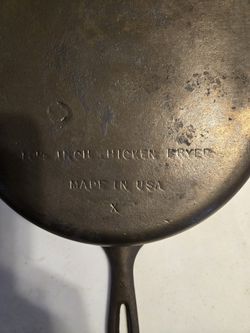 INCH CHICKEN FRYER
MADE IN USA
X